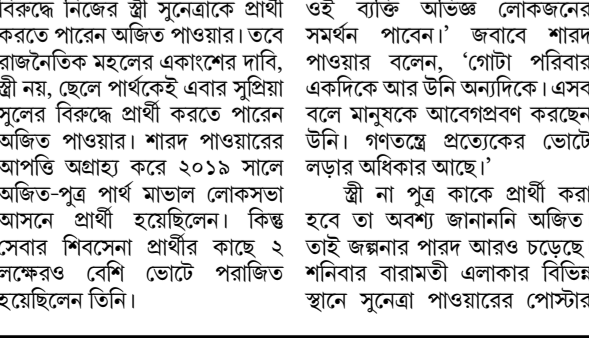 বিরুদ্ধে নিজের স্ত্রী সুনেত্রাকে প্রার্থী
করতে পারেন অজিত পাওয়ার। তবে
রাজনৈতিক মহলের একাংশের দাবি,
স্ত্রী নয়, ছেলে পার্থকেই এবার সুপ্রিয়া
সুলের বিরুদ্ধে প্রার্থী করতে পারেন
অজিত পাওয়ার। শারদ পাওয়ারের
আপত্তি অগ্রাহ্য করে ২০১৯ সালে
অজিত-পুত্র পার্থ মাভাল লোকসভা
আসনে প্রার্থী হয়েছিলেন। কিন্তু
সেবার শিবসেনা প্রার্থীর কাছে ২
লক্ষেরও বেশি ভোটে পরাজিত
হয়েছিলেন তিনি।
ওই ব্যক্তি অভিজ্ঞ লোকজনের
সমর্থন পাবেন।’ জবাবে শারদ
পাওয়ার বলেন, ‘গোটা পরিবার
একদিকে আর উনি অন্যদিকে। এসব
বলে মানুষকে আবেগপ্রবণ করছেন
উনি। গণতন্ত্রে প্রত্যেকের ভোটে
লড়ার অধিকার আছে।’
স্ত্রী না পুত্র কাকে প্রার্থী করা
হবে তা অবশ্য জানাননি অজিত
তাই জল্পনার পারদ আরও চড়েছে
শনিবার বারামতী এলাকার বিভিন্ন
স্থানে সুনেত্রা পাওয়ারের পোস্টার